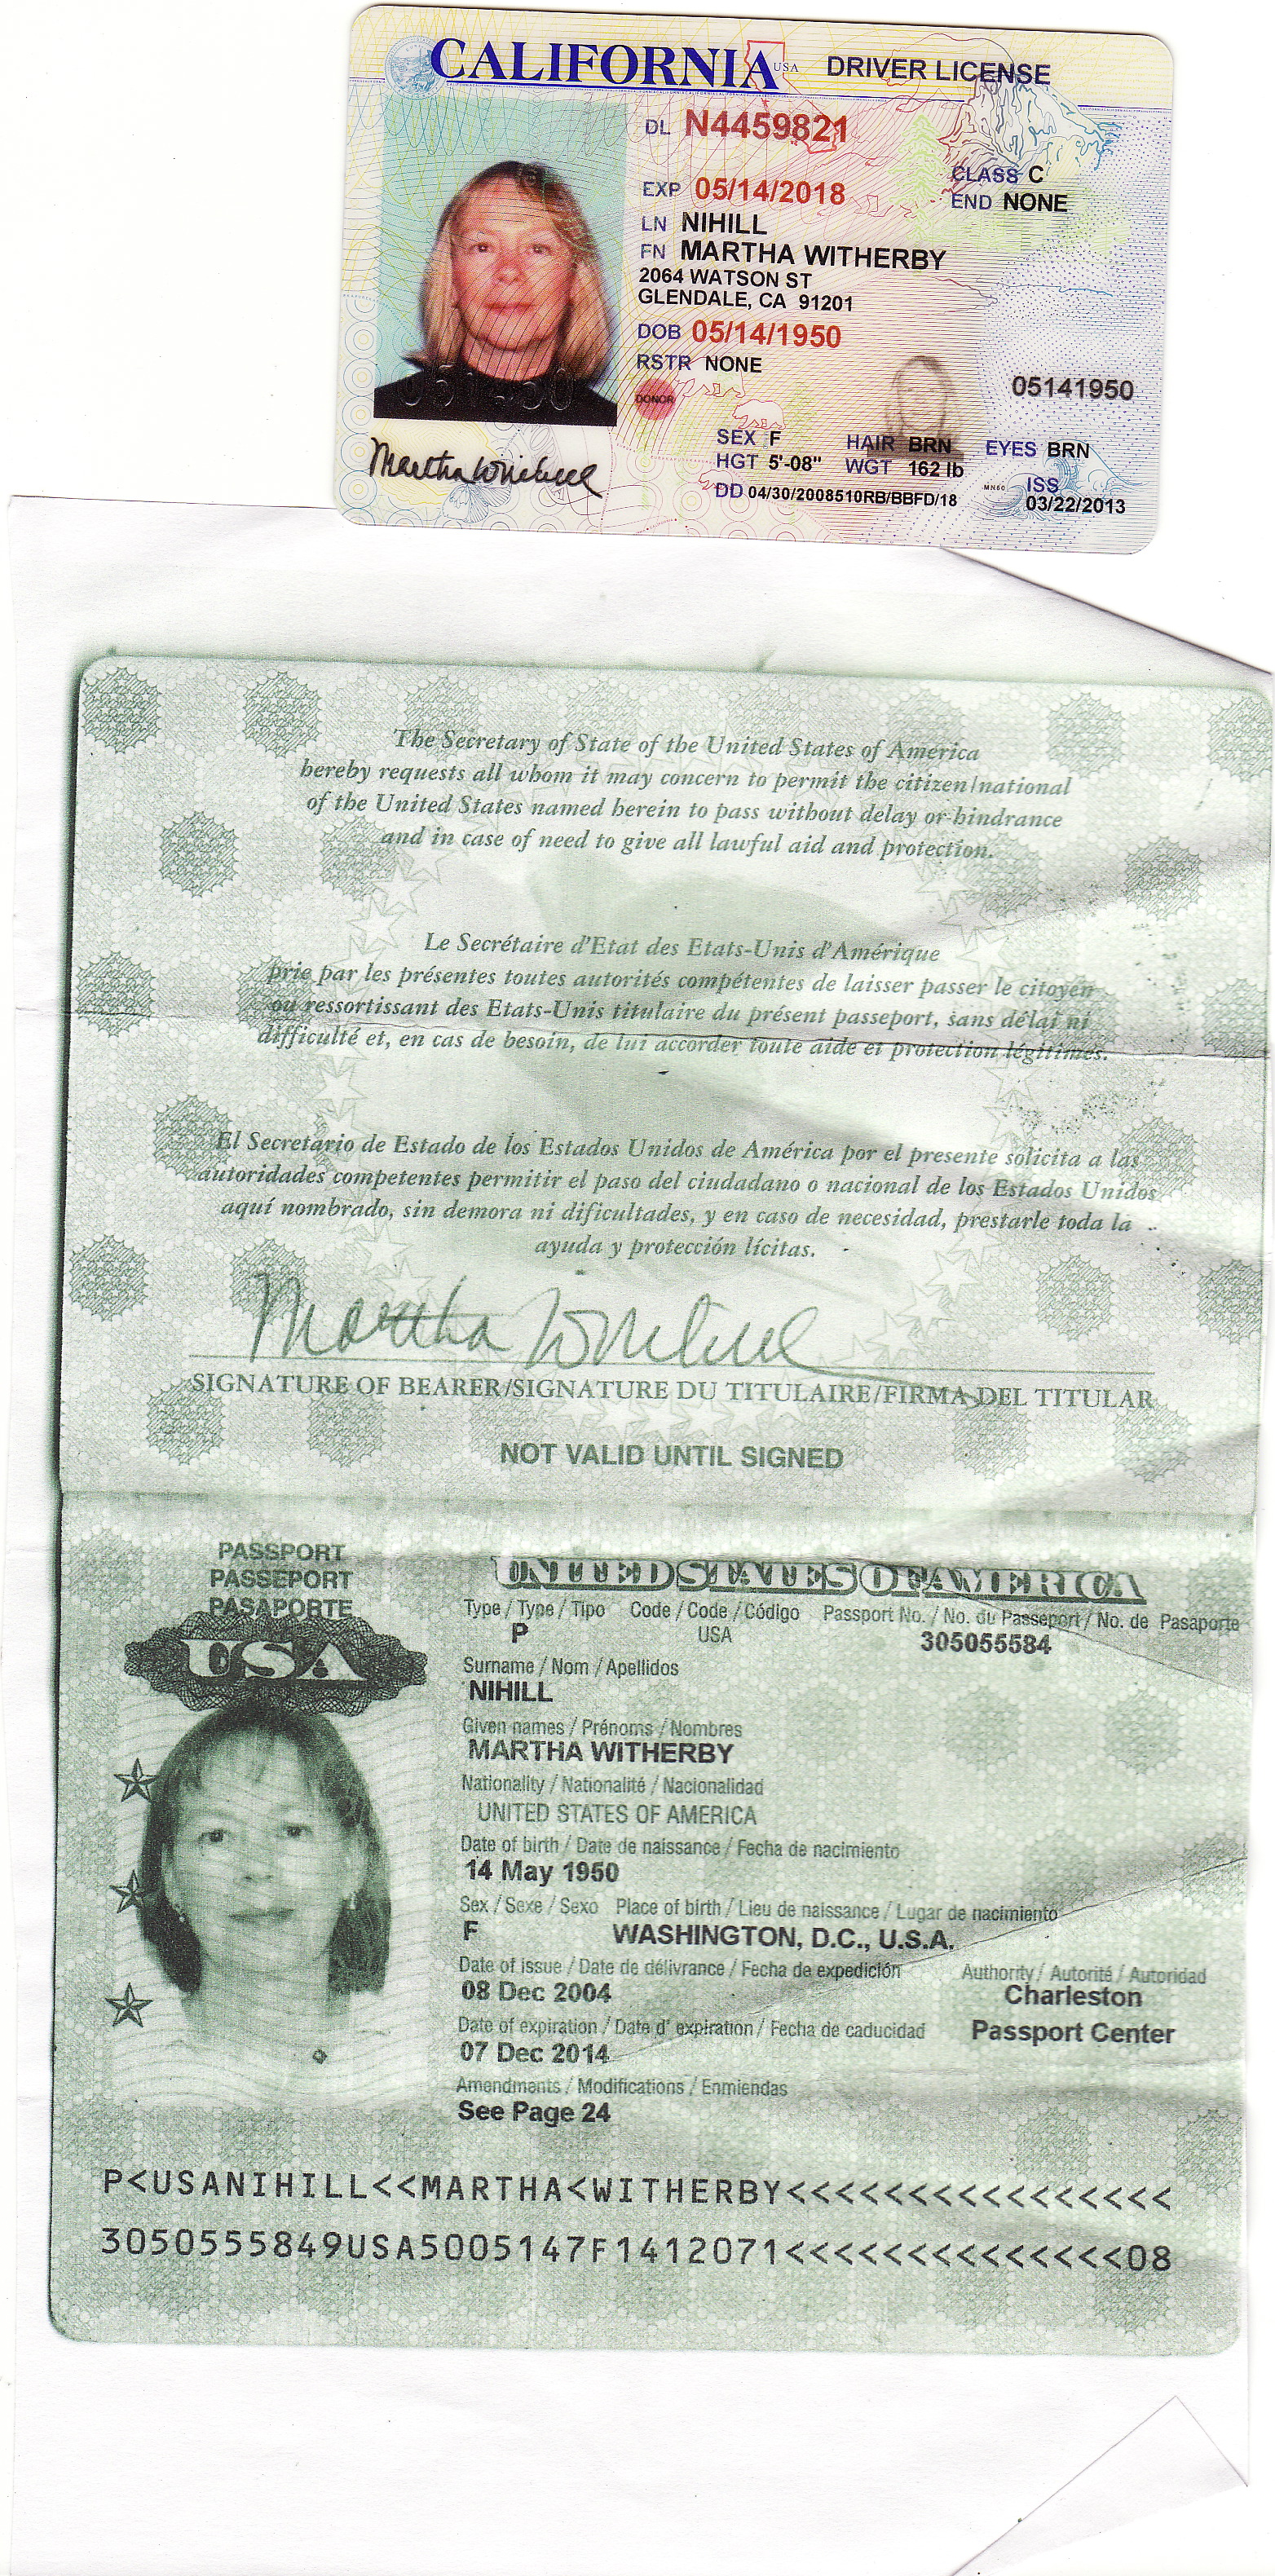 CALIFORNIA USA DRIVER LICENSE
DL N4459821
EXP 05/14/2018 CLASS C
END NONE
LN NIHILL
FN MARTHA WITHERBY
2064 WATSON ST
GLENDALE, CA 91201
DOB 05/14/1950
RSTR NONE
DONOR 05141950
SEX F HAIR BRN EYES BRN
HGT 5'-08" WGT 162 lb
DD 04/30/2008510RB/BBFD/18 ISS
03/22/2013
The Secretary of State of the United States of America
hereby requests all whom it may concern to permit the citizen/national
of the United States named herein to pass without delay or hindrance
and in case of need to give all lawful aid and protection.
Le Secrétaire d'Etat des Etats-Unis d'Amérique
prie par les présentes toutes autorités compétentes de laisser passer le citoyen
ou ressortissant des Etats-Unis titulaire du présent passeport, sans délai ni
difficulté et, en cas de besoin, de lui accorder toute aide et protection légitimes.
El Secretario de Estado de los Estados Unidos de América por el presente solicita a las
autoridades competentes permitir el paso del ciudadano o nacional de los Estados Unidos
aquí nombrado, sin demora ni dificultades, y en caso de necesidad, prestarle toda la
ayuda y protección lícitas.
Martha
SIGNATURE OF BEARER/SIGNATURE DU TITULAIRE/FIRMA DEL TITULAR
NOT VALID UNTIL SIGNED
PASSPORT
PASSEPORT
PASAPORTE
USA
UNITED STATES OF AMERICA
Type / Type / Tipo Code / Code / Código Passport No. / No. du Passeport / No. de Pasaporte
P USA 305055584
Surname / Nom / Apellidos
NIHILL
Given names / Prénoms / Nombres
MARTHA WITHERBY
Nationality / Nationalité / Nacionalidad
UNITED STATES OF AMERICA
Date of birth / Date de naissance / Fecha de nacimiento
14 May 1950
Sex / Sexe / Sexo Place of birth / Lieu de naissance / Lugar de nacimiento
F WASHINGTON, D.C., U.S.A.
Date of issue / Date de délivrance / Fecha de expedición Authority / Autorité / Autoridad
08 Dec 2004 Charleston
Date of expiration / Date d' expiration / Fecha de caducidad Passport Center
07 Dec 2014
Amendments / Modifications / Enmiendas
See Page 24
P<USANIHILL<<MARTHA<WITHERBY<<<<<<<<<<<<<<<<
3050555849USA5005147F1412071<<<<<<<<<<<<<<08